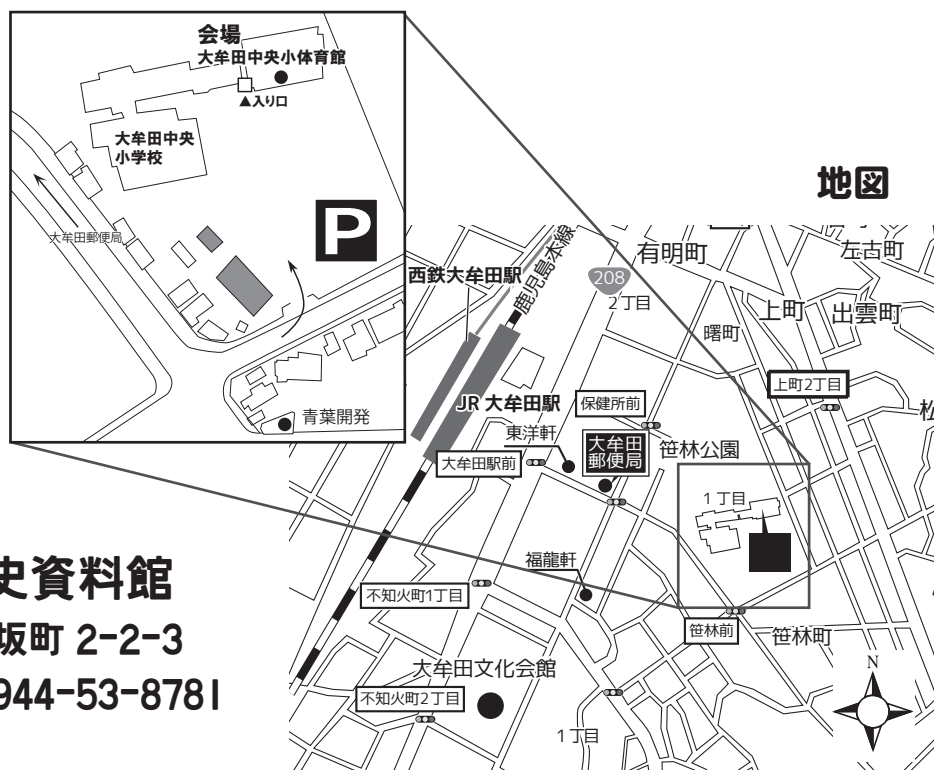 会場
大牟田中央小体育館
▲入り口
大牟田中央
小学校
大牟田郵便局
P
青葉開発
地図
西鉄大牟田駅
鹿児島本線
208
有明町
2丁目
左古町
上町
出雲町
曙町
上町2丁目
松
JR 大牟田駅
保健所前
東洋軒
大牟田
郵便局
笹林公園
大牟田駅前
1丁目
福龍軒
不知火町1丁目
笹林前
笹林町
大牟田文化会館
不知火町2丁目
1丁目
N
史資料館
坂町 2-2-3
944-53-8781